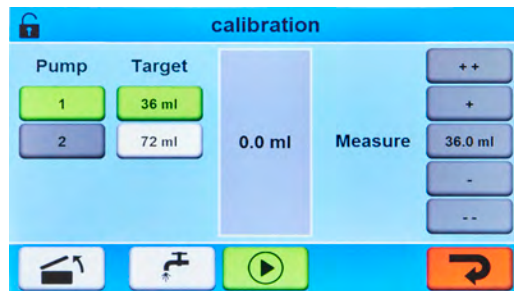 calibration
Pump Target
1 36 ml
2 72 ml
0.0 ml
Measure
++
+
36.0 ml
-
--